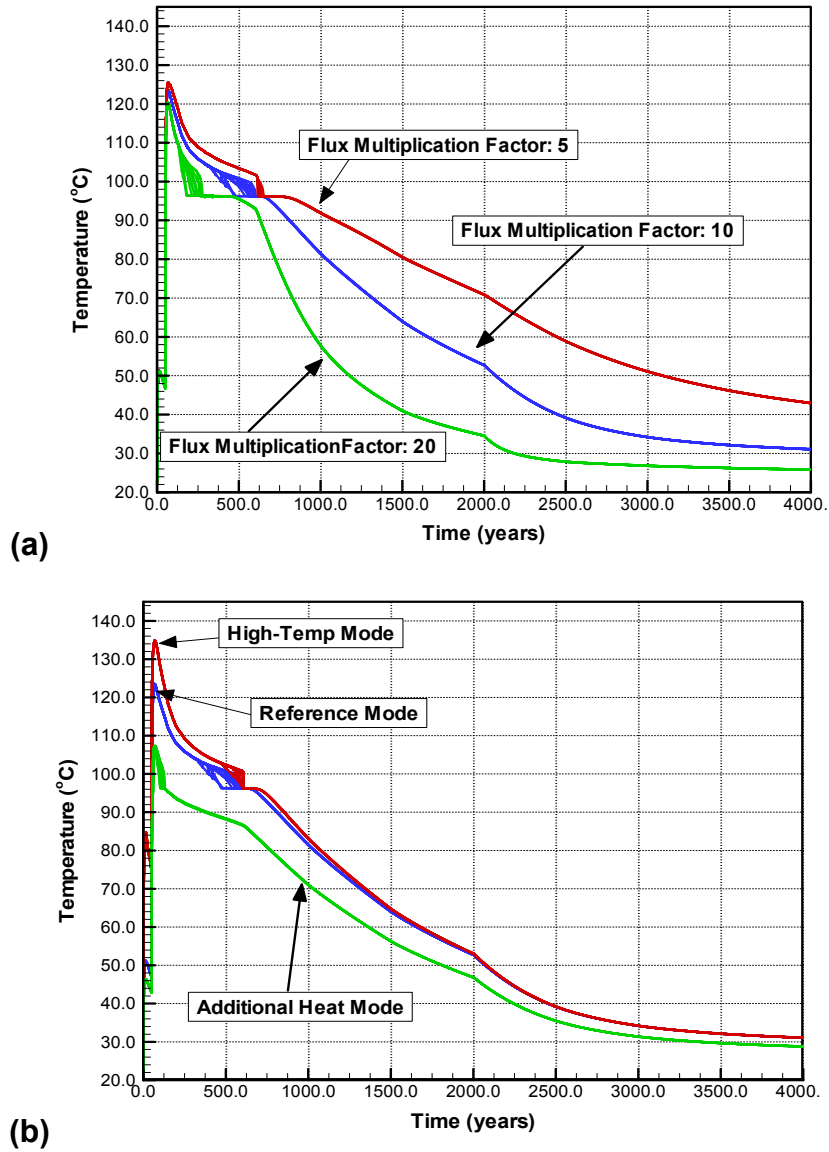 140.0
130.0
120.0
110.0
100.0
90.0
80.0
70.0
60.0
50.0
40.0
30.0
20.0
Temperature (°C)
Flux Multiplication Factor: 5
Flux Multiplication Factor: 10
Flux MultiplicationFactor: 20
0.0 500.0 1000.0 1500.0 2000.0 2500.0 3000.0 3500.0 4000.
Time (years)
(a)
140.0
130.0
120.0
110.0
100.0
90.0
80.0
70.0
60.0
50.0
40.0
30.0
20.0
Temperature (°C)
High-Temp Mode
Reference Mode
Additional Heat Mode
0.0 500.0 1000.0 1500.0 2000.0 2500.0 3000.0 3500.0 4000.
Time (years)
(b)